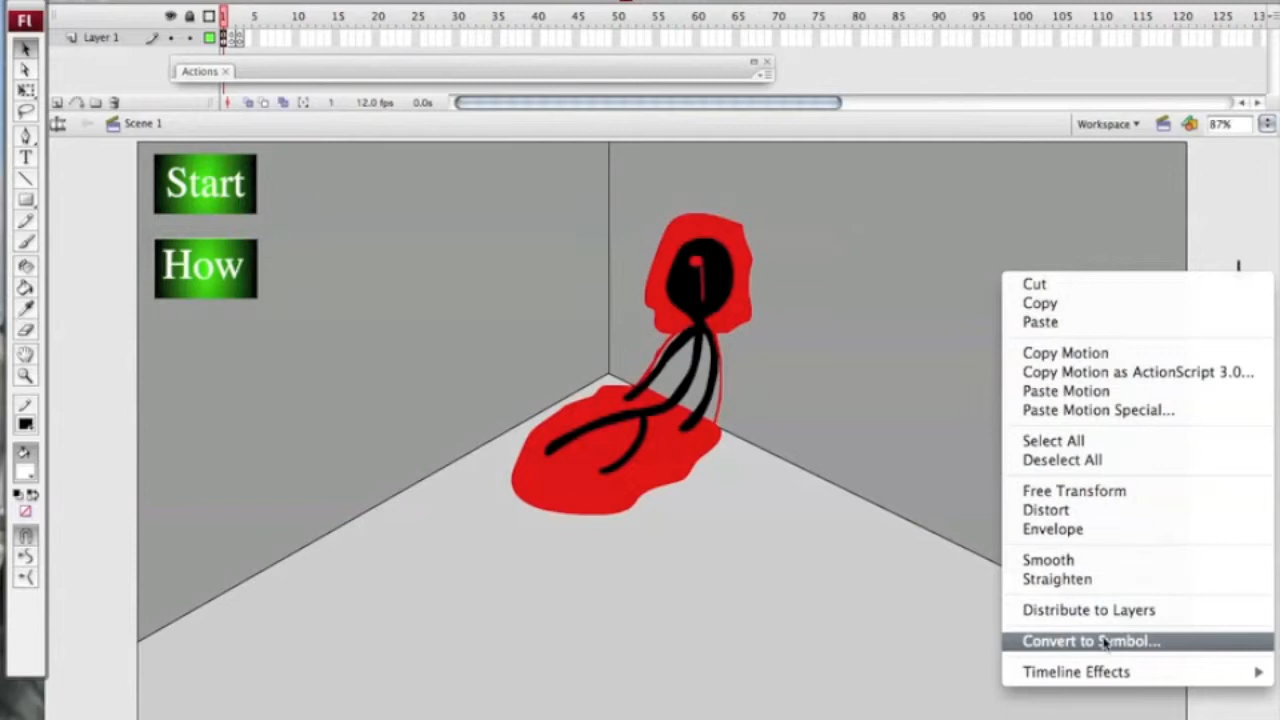 Fl
1 5 10 15 20 25 30 35 40 45 50 55 60 65 70 75 80 85 90 95 100 105 110 115 120 125 13
Layer 1
Actions
1 12.0 fps 0.0s
Scene 1
Workspace
87%
Start
How
T
Cut
Copy
Paste
Copy Motion
Copy Motion as ActionScript 3.0...
Paste Motion
Paste Motion Special...
Select All
Deselect All
Free Transform
Distort
Envelope
Smooth
Straighten
Distribute to Layers
Convert to Symbol...
Timeline Effects